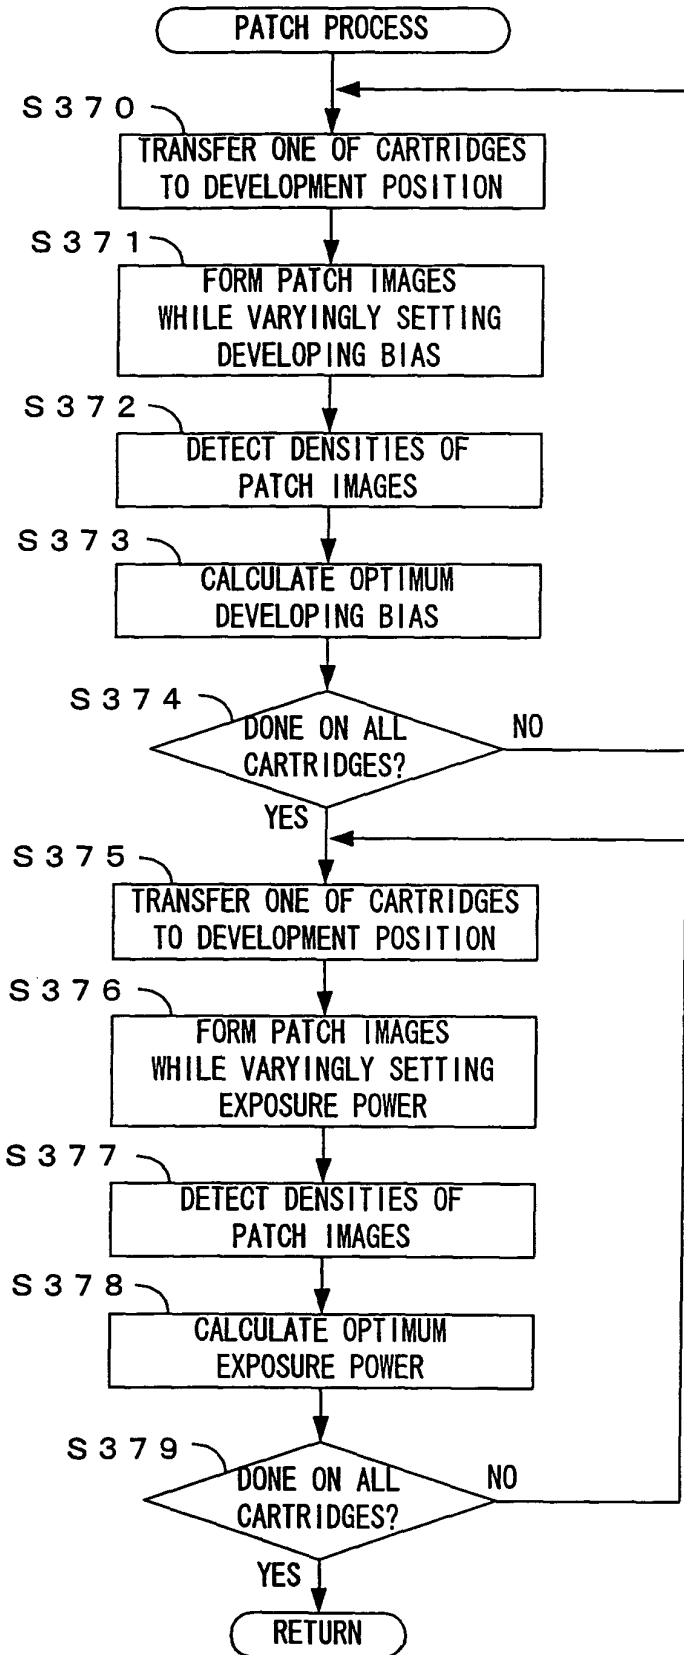 PATCH PROCESS
S370
TRANSFER ONE OF CARTRIDGES
TO DEVELOPMENT POSITION
S371
FORM PATCH IMAGES
WHILE VARYINGLY SETTING
DEVELOPING BIAS
S372
DETECT DENSITIES OF
PATCH IMAGES
S373
CALCULATE OPTIMUM
DEVELOPING BIAS
S374
DONE ON ALL
CARTRIDGES?
NO
YES
S375
TRANSFER ONE OF CARTRIDGES
TO DEVELOPMENT POSITION
S376
FORM PATCH IMAGES
WHILE VARYINGLY SETTING
EXPOSURE POWER
S377
DETECT DENSITIES OF
PATCH IMAGES
S378
CALCULATE OPTIMUM
EXPOSURE POWER
S379
DONE ON ALL
CARTRIDGES?
NO
YES
RETURN